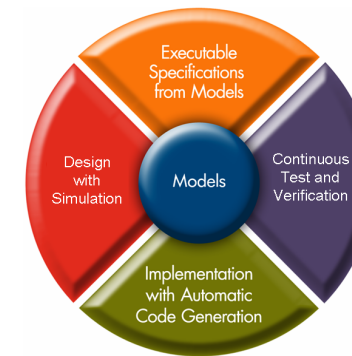 Executable
Specifications
from Models
Design
with
Simulation
Models
Continuous
Test and
Verification
Implementation
with Automatic
Code Generation